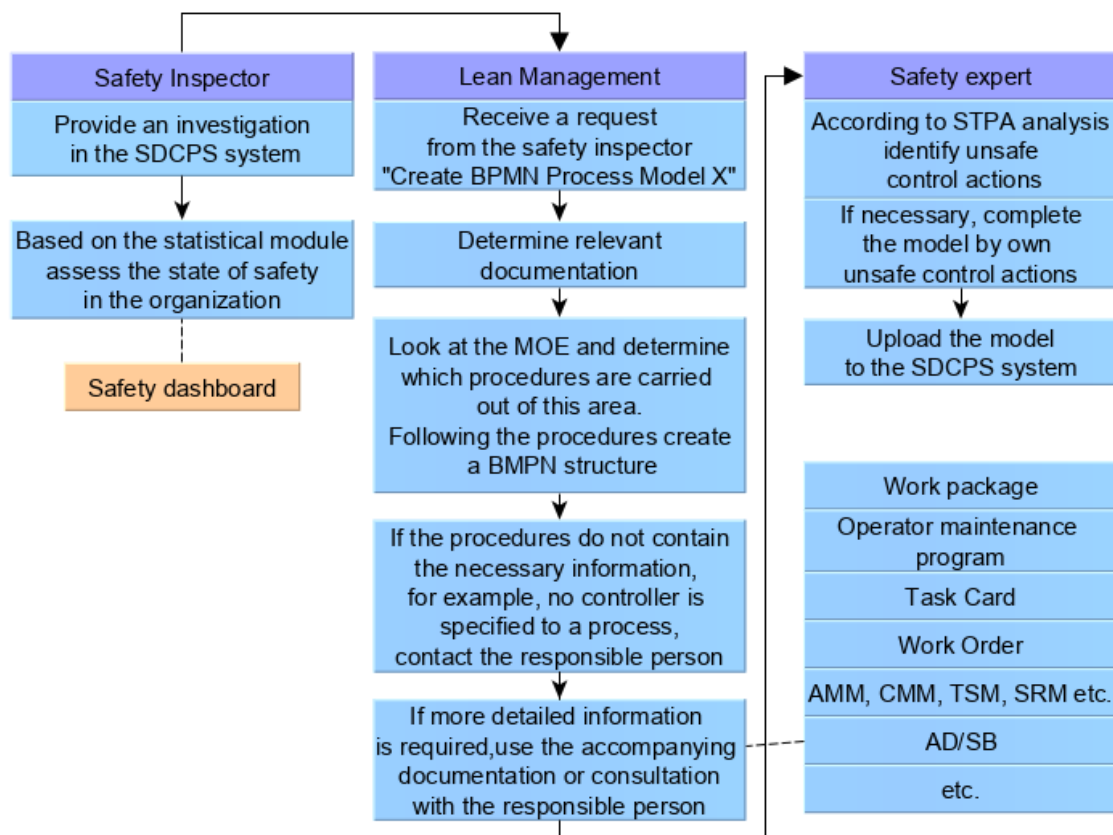 Safety Inspector
Provide an investigation
in the SDCPS system
Based on the statistical module
assess the state of safety
in the organization
Safety dashboard
Lean Management
Receive a request
from the safety inspector
"Create BPMN Process Model X"
Determine relevant
documentation
Look at the MOE and determine
which procedures are carried
out of this area.
Following the procedures create
a BMPN structure
If the procedures do not contain
the necessary information,
for example, no controller is
specified to a process,
contact the responsible person
If more detailed information
is required,use the accompanying
documentation or consultation
with the responsible person
Safety expert
According to STPA analysis
identify unsafe
control actions
If necessary, complete
the model by own
unsafe control actions
Upload the model
to the SDCPS system
Work package
Operator maintenance
program
Task Card
Work Order
AMM, CMM, TSM, SRM etc.
AD/SB
etc.